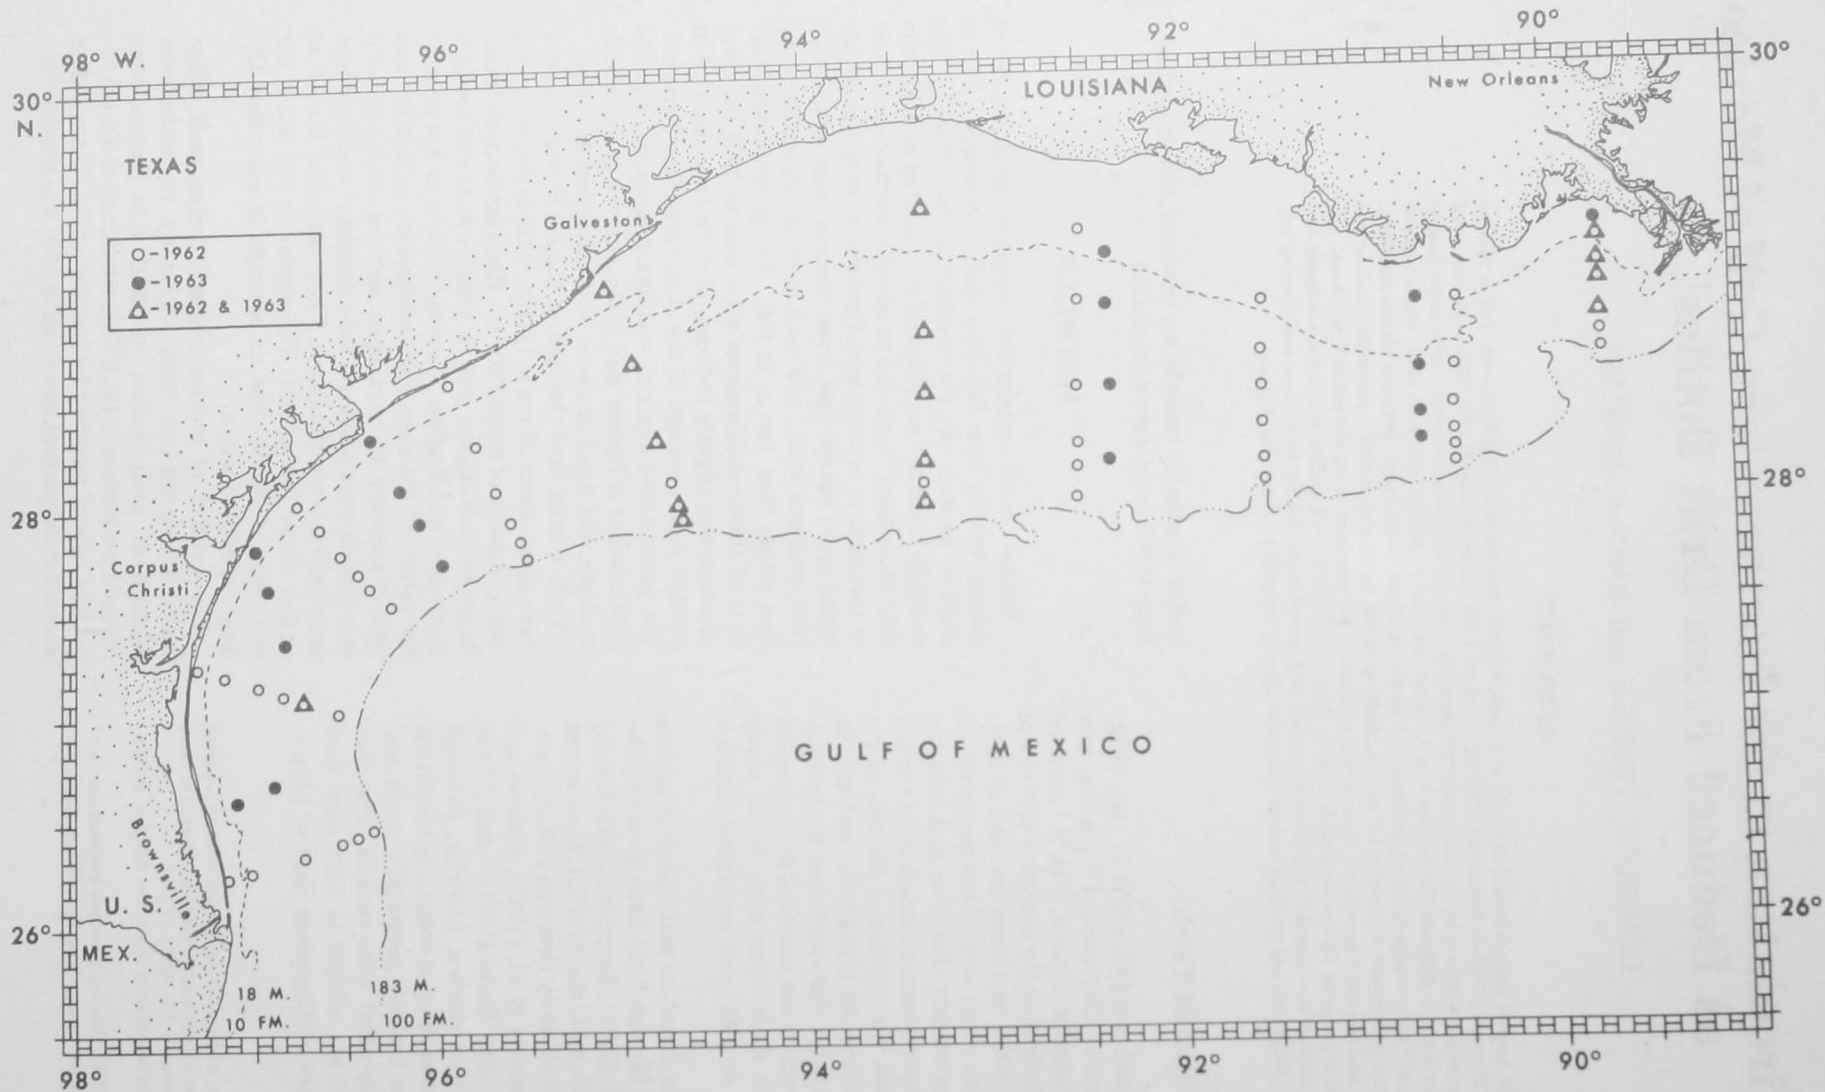 98° W. 96° 94° 92° 90°
30° N.
30°
TEXAS
LOUISIANA
New Orleans
Galveston
○-1962
●-1963
△-1962 & 1963
28°
28°
Corpus
Christi
GULF OF MEXICO
Brownsville
U. S.
MEX.
26°
26°
18 M. 183 M.
10 FM. 100 FM.
98° 96° 94° 92° 90°